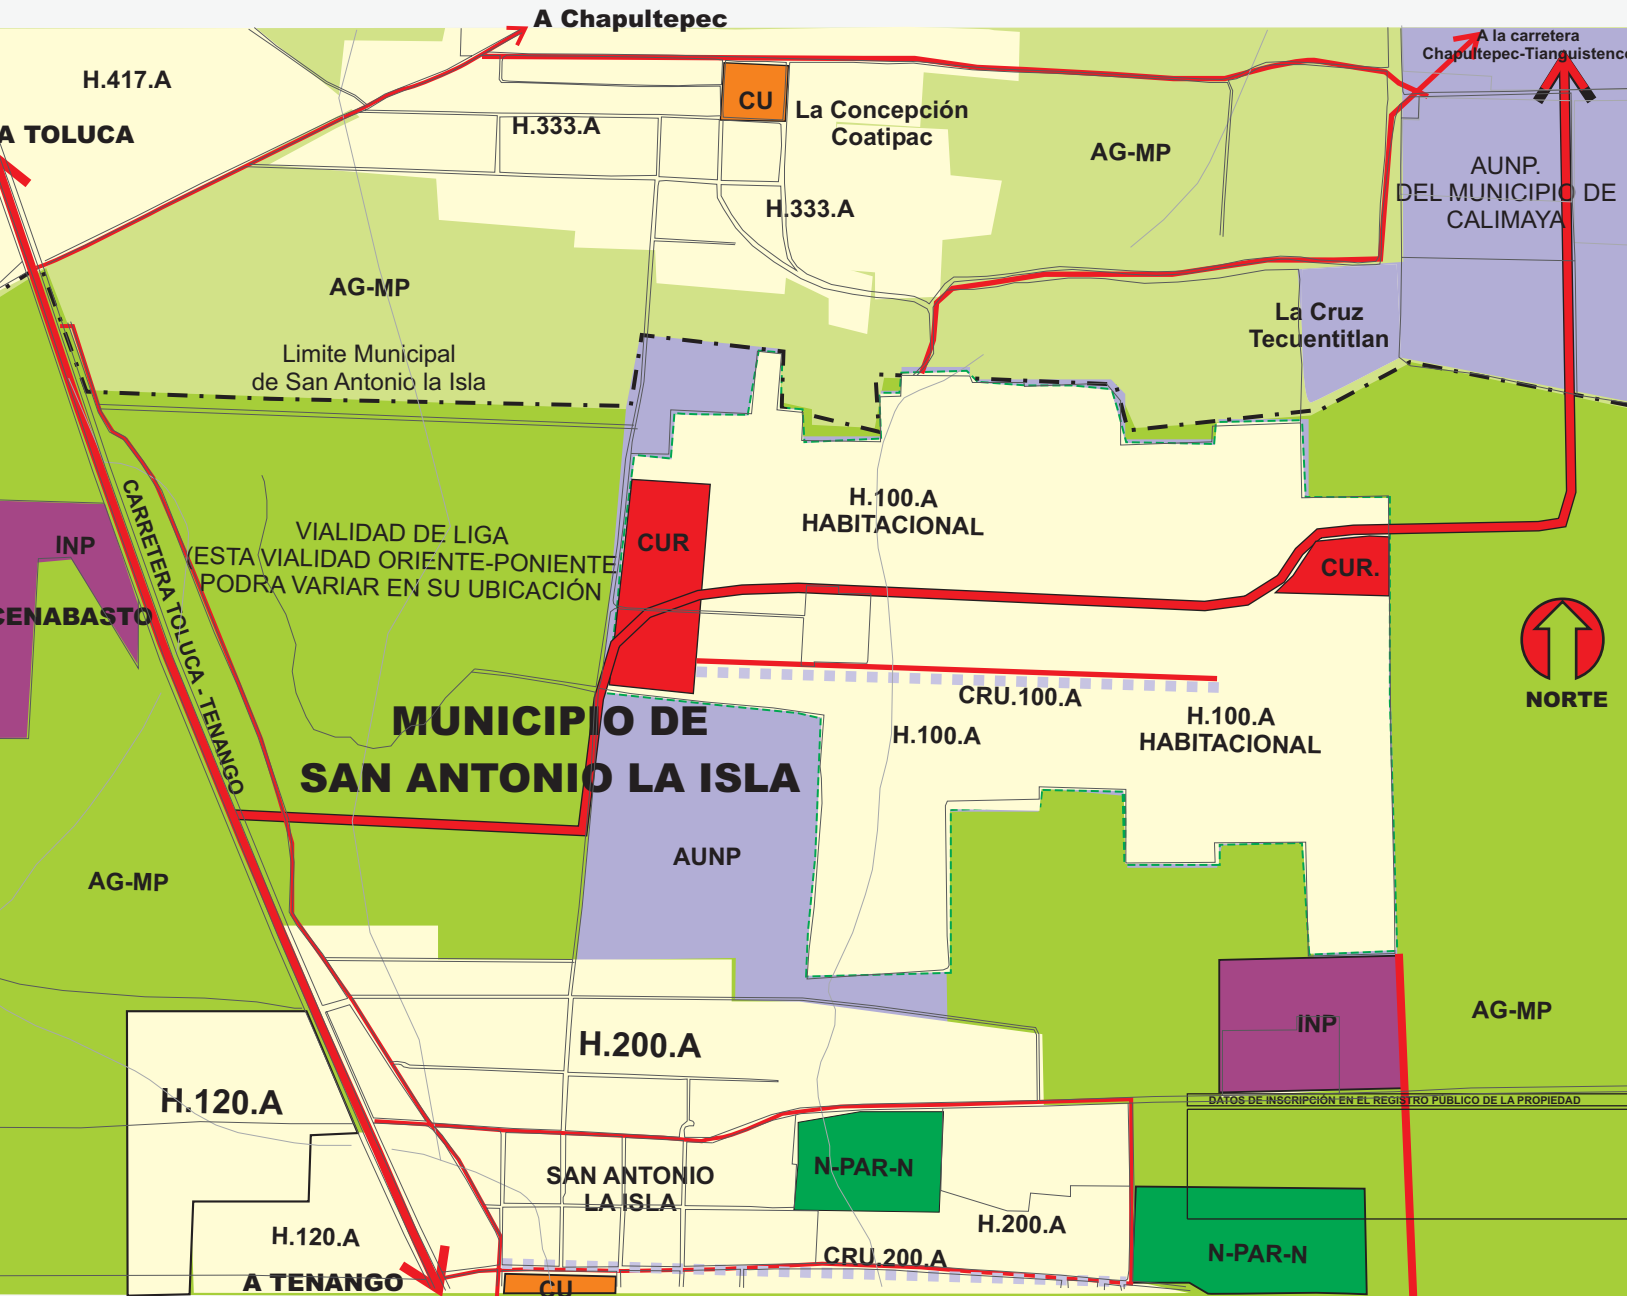 A Chapultepec
A la carretera
Chapultepec-Tianguistenco
H.417.A
CU
La Concepción
Coatipac
H.333.A
A TOLUCA
AG-MP
AUNP.
DEL MUNICIPIO DE
CALIMAYA
H.333.A
AG-MP
La Cruz
Tecuentitlan
Limite Municipal
de San Antonio la Isla
H.100.A
HABITACIONAL
CARRETERA TOLUCA - TENANGO
VIALIDAD DE LIGA
(ESTA VIALIDAD ORIENTE-PONIENTE
PODRA VARIAR EN SU UBICACIÓN
INP
CUR
CUR.
CENABASTO
NORTE
CRU.100.A
MUNICIPIO DE
SAN ANTONIO LA ISLA
H.100.A
H.100.A
HABITACIONAL
AUNP
AG-MP
AG-MP
INP
H.200.A
H.120.A
DATOS DE INSCRIPCIÓN EN EL REGISTRO PÚBLICO DE LA PROPIEDAD
SAN ANTONIO
LA ISLA
N-PAR-N
H.200.A
H.120.A
CRU.200.A
N-PAR-N
A TENANGO
CU